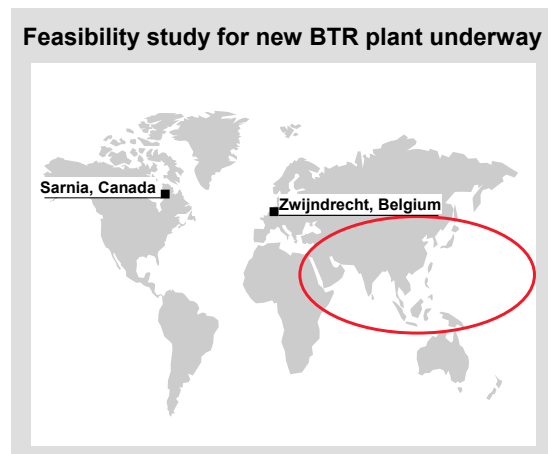 Feasibility study for new BTR plant underway
Sarnia, Canada
Zwijndrecht, Belgium